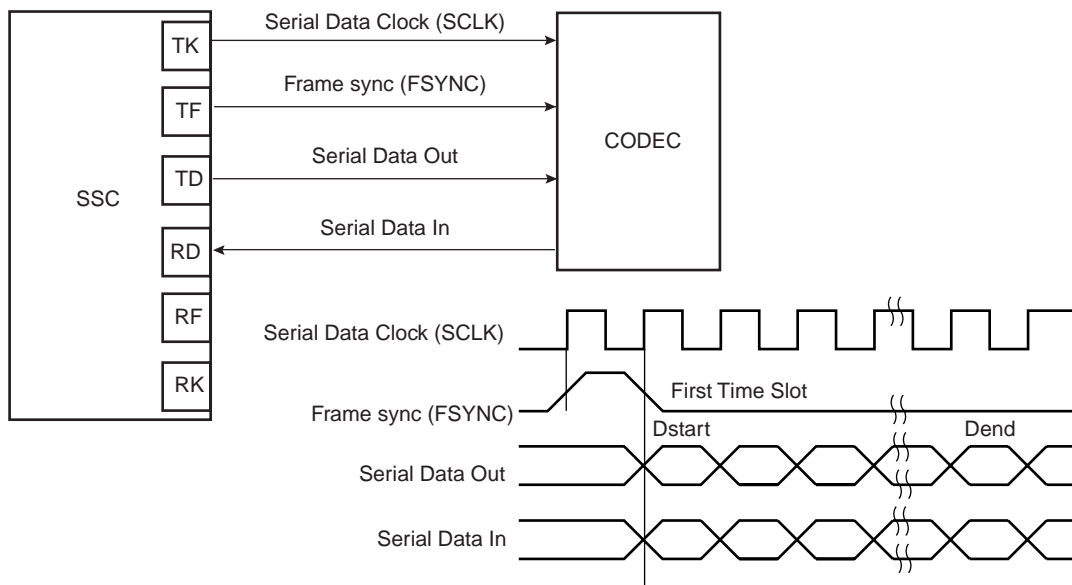 Serial Data Clock (SCLK)
TK
Frame sync (FSYNC)
TF
CODEC
Serial Data Out
TD
SSC
Serial Data In
RD
RF
Serial Data Clock (SCLK)
RK
First Time Slot
Frame sync (FSYNC)
Dstart
Dend
Serial Data Out
Serial Data In